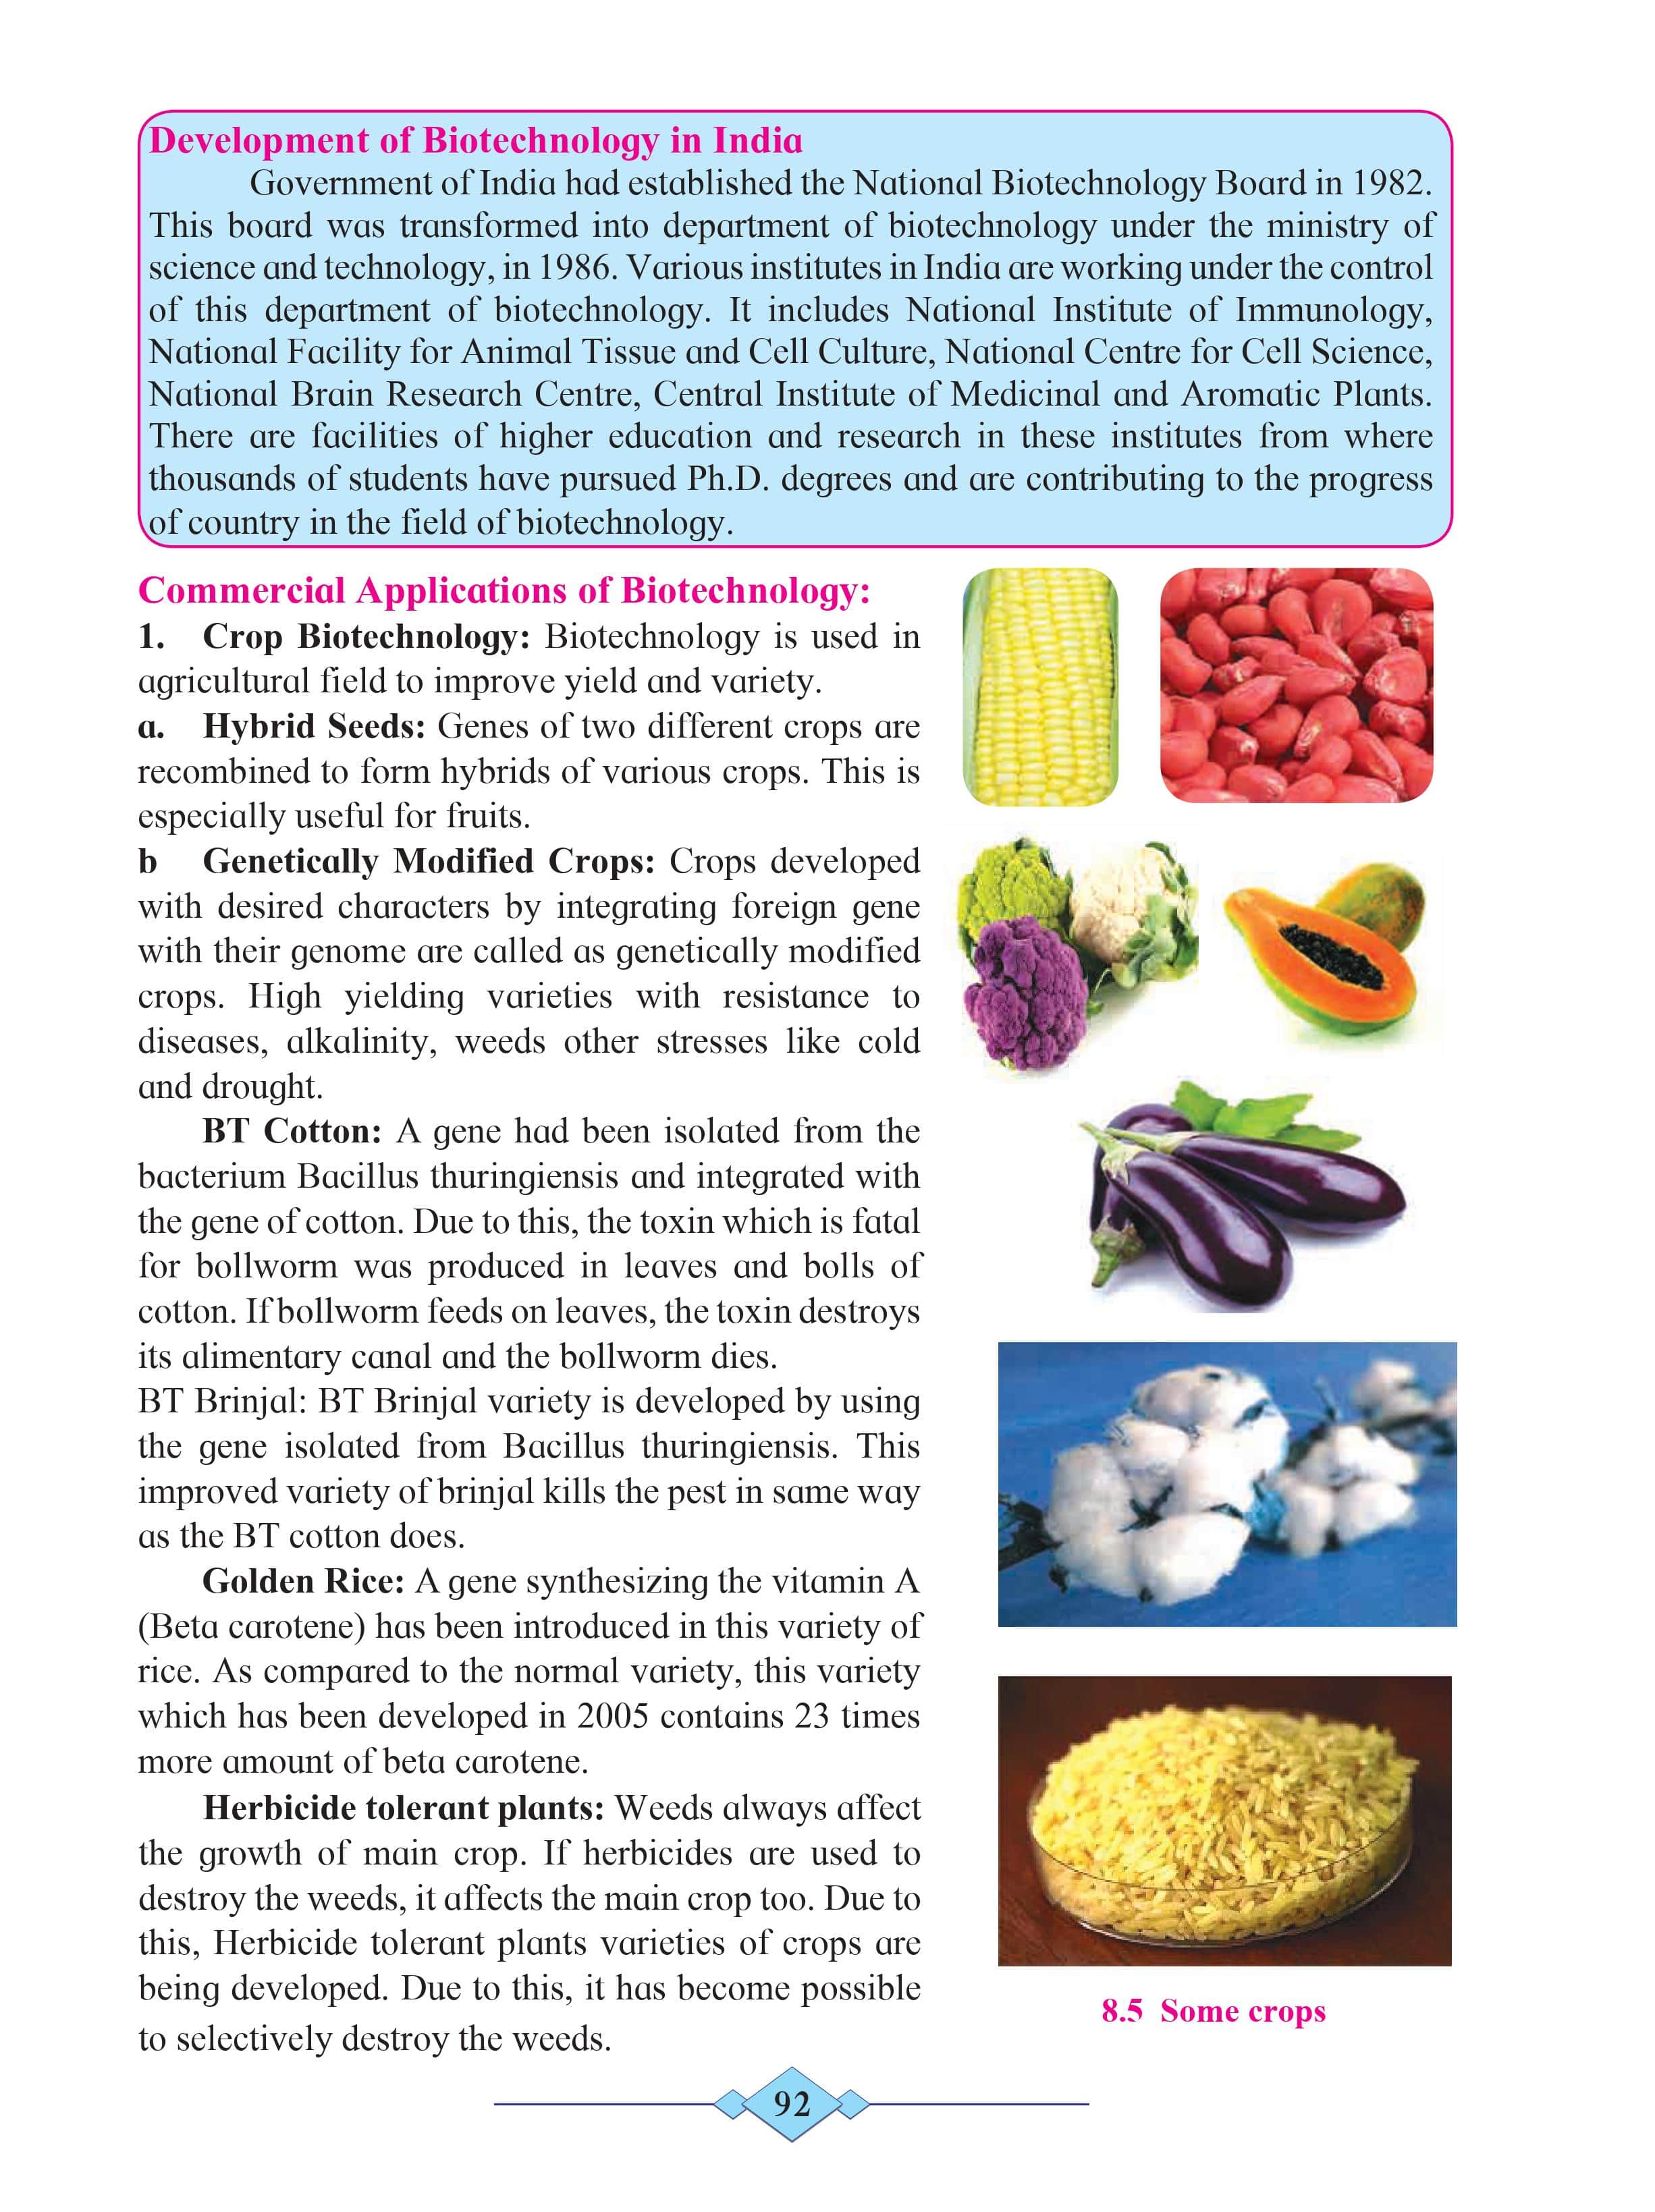 Development of Biotechnology in India
Government of India had established the National Biotechnology Board in 1982.
This board was transformed into department of biotechnology under the ministry of
science and technology, in 1986. Various institutes in India are working under the control
of this department of biotechnology. It includes National Institute of Immunology,
National Facility for Animal Tissue and Cell Culture, National Centre for Cell Science,
National Brain Research Centre, Central Institute of Medicinal and Aromatic Plants.
There are facilities of higher education and research in these institutes from where
thousands of students have pursued Ph.D. degrees and are contributing to the progress
of country in the field of biotechnology.
Commercial Applications of Biotechnology:
1. Crop Biotechnology: Biotechnology is used in
agricultural field to improve yield and variety.
a. Hybrid Seeds: Genes of two different crops are
recombined to form hybrids of various crops. This is
especially useful for fruits.
b Genetically Modified Crops: Crops developed
with desired characters by integrating foreign gene
with their genome are called as genetically modified
crops. High yielding varieties with resistance to
diseases, alkalinity, weeds other stresses like cold
and drought.
BT Cotton: A gene had been isolated from the
bacterium Bacillus thuringiensis and integrated with
the gene of cotton. Due to this, the toxin which is fatal
for bollworm was produced in leaves and bolls of
cotton. If bollworm feeds on leaves, the toxin destroys
its alimentary canal and the bollworm dies.
BT Brinjal: BT Brinjal variety is developed by using
the gene isolated from Bacillus thuringiensis. This
improved variety of brinjal kills the pest in same way
as the BT cotton does.
Golden Rice: A gene synthesizing the vitamin A
(Beta carotene) has been introduced in this variety of
rice. As compared to the normal variety, this variety
which has been developed in 2005 contains 23 times
more amount of beta carotene.
Herbicide tolerant plants: Weeds always affect
the growth of main crop. If herbicides are used to
destroy the weeds, it affects the main crop too. Due to
this, Herbicide tolerant plants varieties of crops are
being developed. Due to this, it has become possible
to selectively destroy the weeds.
8.5 Some crops
92